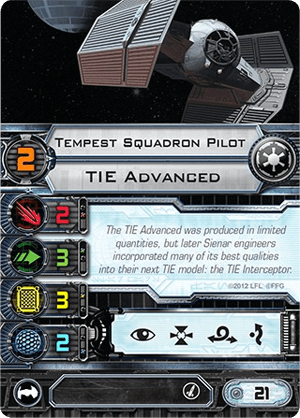 Tempest Squadron Pilot
2
TIE Advanced
2
3
3
2
The TIE Advanced was produced in limited
quantities, but later Sienar engineers
incorporated many of its best qualities
into their next TIE model: the TIE Interceptor.
©2012 LFL ©FFG
21